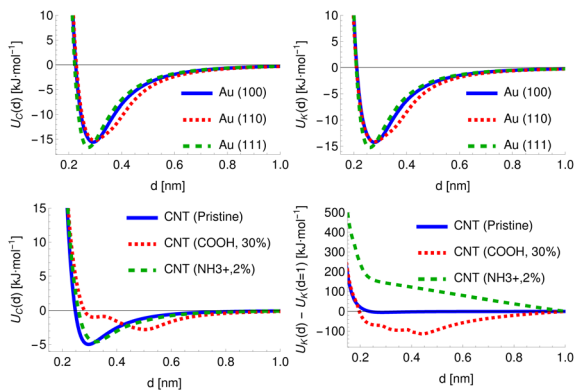 U_C(d) [kJ·mol⁻¹]
10
5
0
-5
-10
-15
Au (100)
Au (110)
Au (111)
0.2 0.4 0.6 0.8 1.0
d [nm]
U_K(d) [kJ·mol⁻¹]
10
5
0
-5
-10
-15
Au (100)
Au (110)
Au (111)
0.2 0.4 0.6 0.8 1.0
d [nm]
U_C(d) [kJ·mol⁻¹]
15
10
5
0
-5
CNT (Pristine)
CNT (COOH, 30%)
CNT (NH3+,2%)
0.2 0.4 0.6 0.8 1.0
d [nm]
U_K(d) − U_K(d=1) [kJ·mol⁻¹]
500
400
300
200
100
0
-100
CNT (Pristine)
CNT (COOH, 30%)
CNT (NH3+,2%)
0.2 0.4 0.6 0.8 1.0
d [nm]